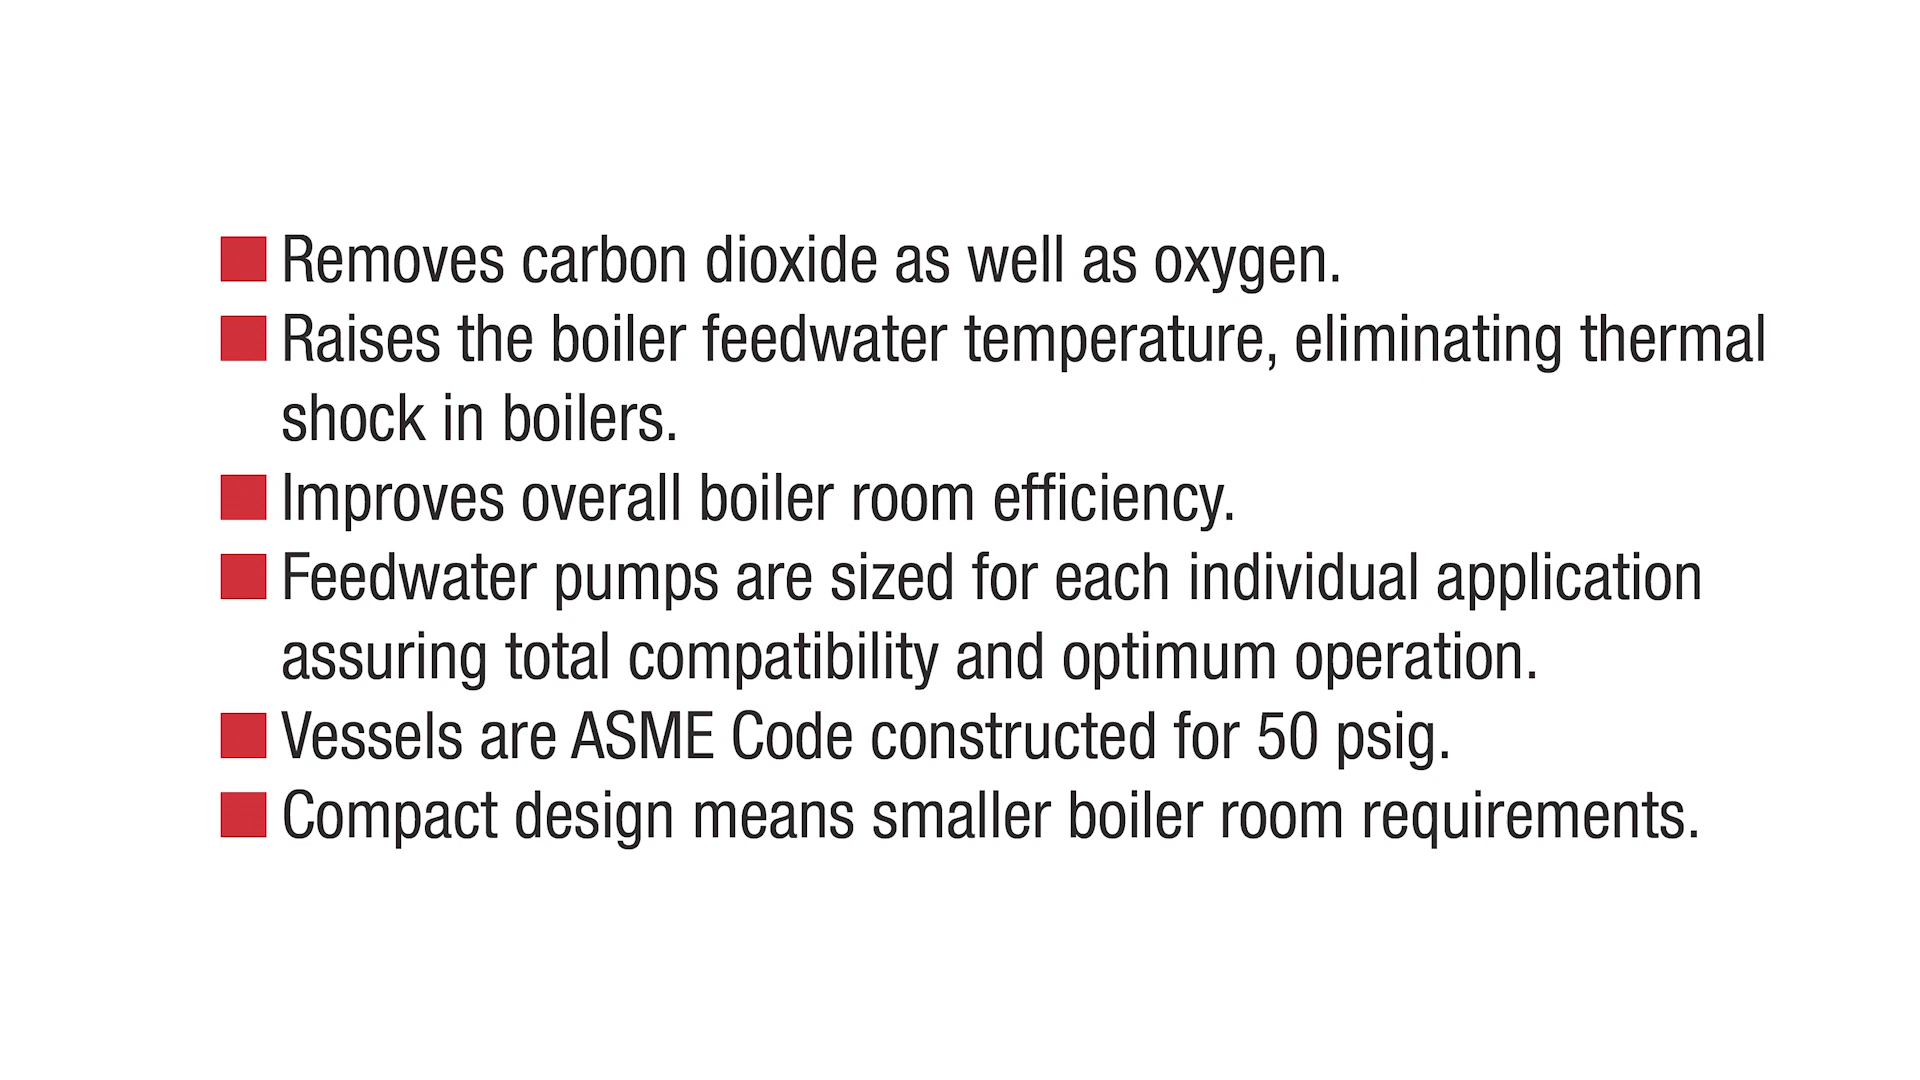 Removes carbon dioxide as well as oxygen.
Raises the boiler feedwater temperature, eliminating thermal
shock in boilers.
Improves overall boiler room efficiency.
Feedwater pumps are sized for each individual application
assuring total compatibility and optimum operation.
Vessels are ASME Code constructed for 50 psig.
Compact design means smaller boiler room requirements.